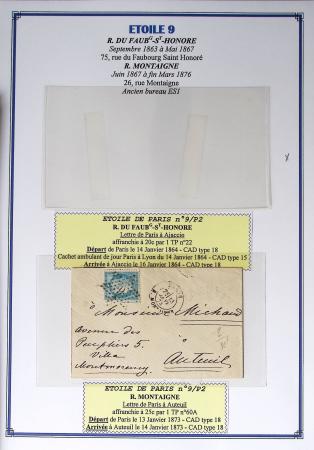 ETOILE 9
R. DU FAUBG-ST-HONORE
Septembre 1863 à Mai 1867
75, rue du Faubourg Saint Honoré
R. MONTAIGNE
Juin 1867 à fin Mars 1876
26, rue Montaigne
Ancien bureau ES1
ETOILE DE PARIS n°9/P2
R. DU FAUBG-ST-HONORE
Lettre de Paris à Ajaccio
affranchie à 20c par 1 TP n°22
Départ de Paris le 14 Janvier 1864 - CAD type 18
Cachet ambulant de jour Paris à Lyon du 14 Janvier 1864 - CAD type 15
Arrivée à Ajaccio le 16 Janvier 1864 - CAD type 18
Monsieur Michaud
avenue des
Peupliers 5.
Villa
Montmorency
Auteuil
ETOILE DE PARIS n°9/P2
R. MONTAIGNE
Lettre de Paris à Auteuil
affranchie à 25c par 1 TP n°60A
Départ de Paris le 13 Janvier 1873 - CAD type 18
Arrivée à Auteuil le 14 Janvier 1873 - CAD type 18